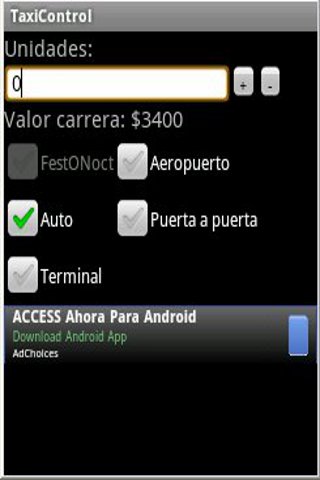 TaxiControl
Unidades:
0
+ -
Valor carrera: $3400
FestONoct Aeropuerto
Auto Puerta a puerta
Terminal
ACCESS Ahora Para Android
Download Android App
AdChoices